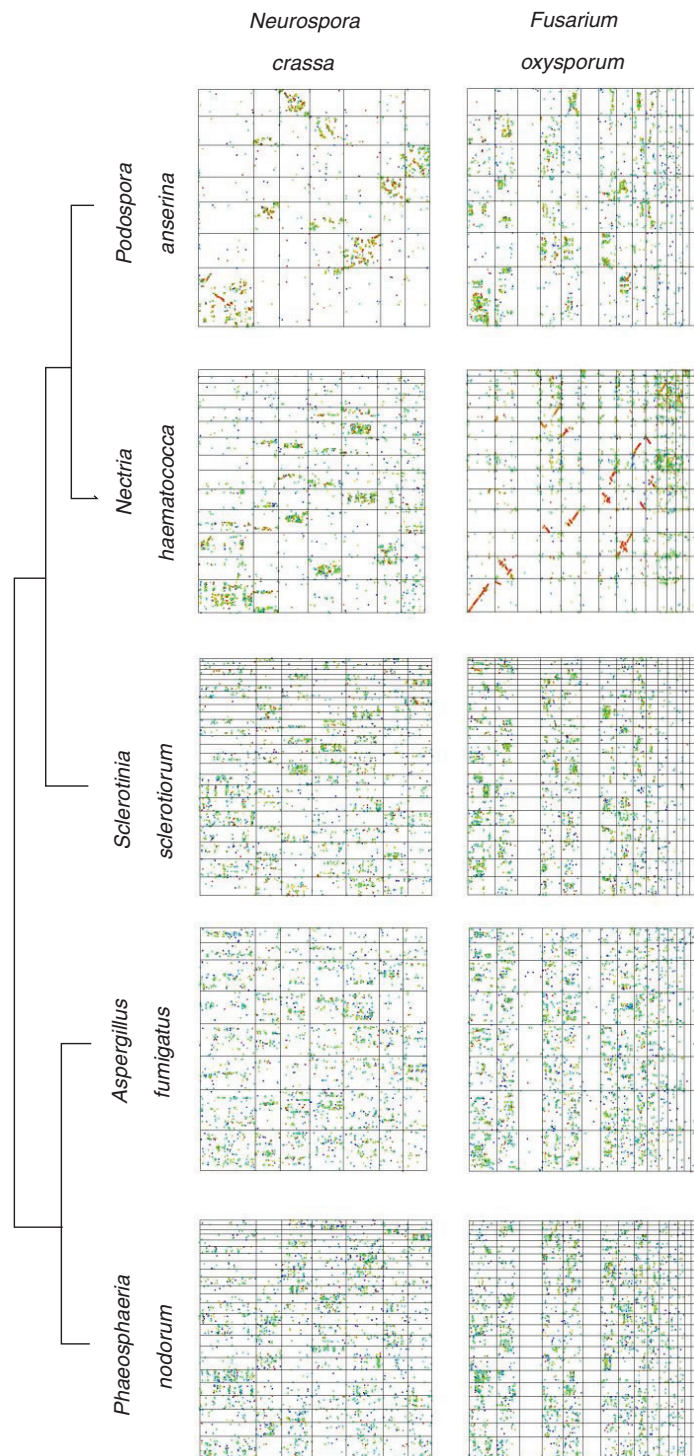 Neurospora
crassa
Fusarium
oxysporum
Podospora
anserina
Nectria
haematococca
Sclerotinia
sclerotiorum
Aspergillus
fumigatus
Phaeosphaeria
nodorum